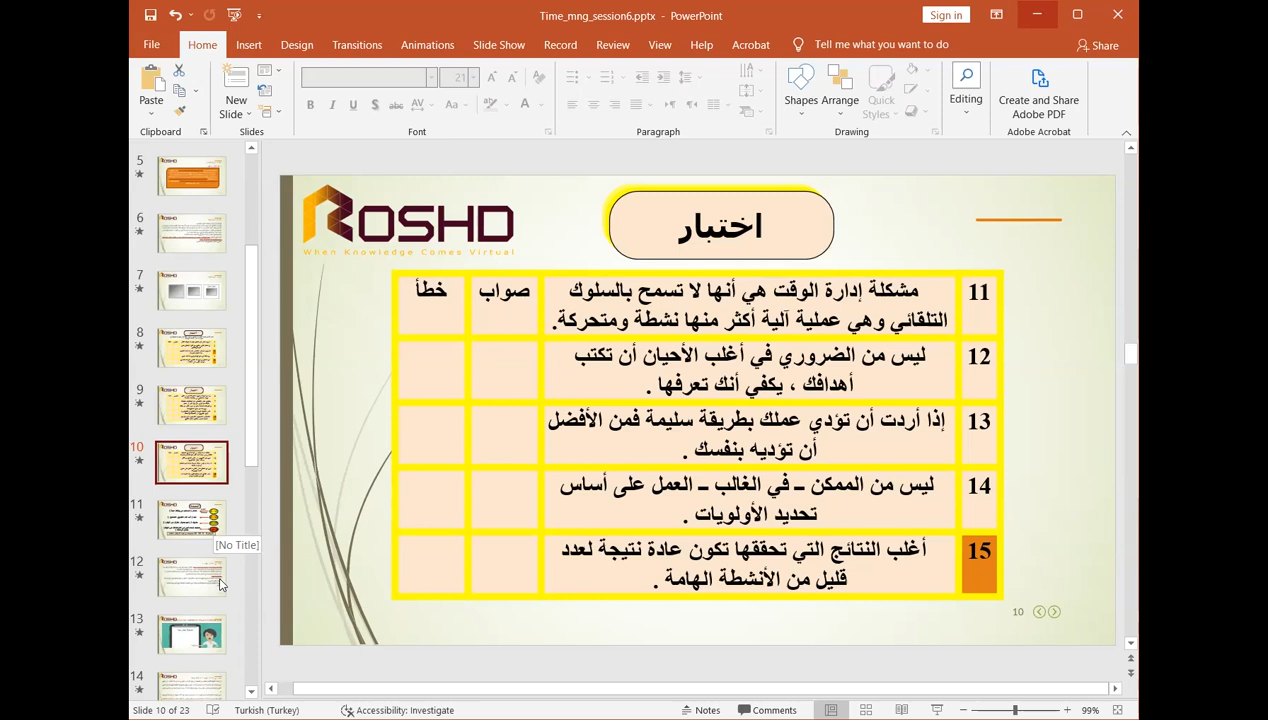 Time_mng_session6.pptx - PowerPoint
Sign in
File Home Insert Design Transitions Animations Slide Show Record Review View Help Acrobat Tell me what you want to do Share
Paste
New Slide
21
Shapes Arrange Quick Styles
Editing
Create and Share Adobe PDF
Clipboard Slides Font Paragraph Drawing Adobe Acrobat
5
6
7
8
9
10
11
[No Title]
12
13
14
ROSHD
When Knowledge Comes Virtual
اختبار
11 مشكلة إدارة الوقت هي أنها لا تسمح بالسلوك صواب خطأ
التلقائي وهي عملية آلية أكثر منها نشطة ومتحركة.
12 ليس من الضروري في أغلب الأحيان أن تكتب
أهدافك ، يكفي أنك تعرفها .
13 إذا أردت أن تؤدي عملك بطريقة سليمة فمن الأفضل
أن تؤديه بنفسك .
14 ليس من الممكن – في الغالب – العمل على أساس
تحديد الأولويات .
15 أغلب النتائج التي تحققها تكون عادة نتيجة لعدد
قليل من الأنشطة الهامة .
10
Slide 10 of 23 Turkish (Turkey) Accessibility: Investigate Notes Comments 99%